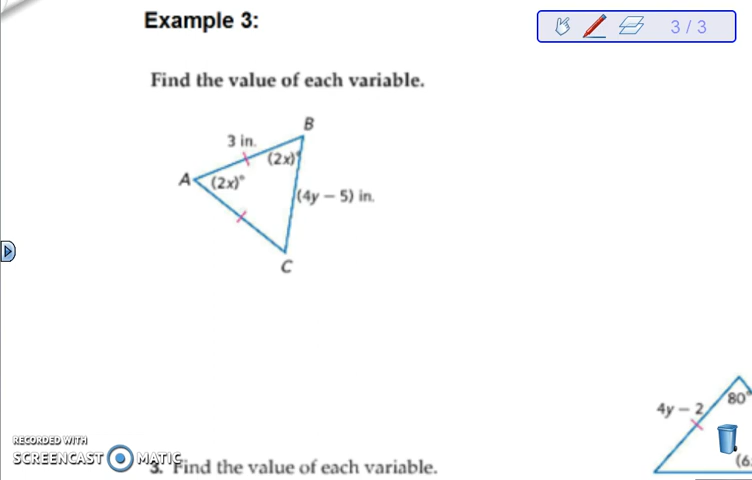 Example 3:
3 / 3
Find the value of each variable.
B
3 in.
(2x)°
A
(2x)°
(4y – 5) in.
C
80°
4y – 2
(6
RECORDED WITH
SCREENCAST MATIC
3. Find the value of each variable.